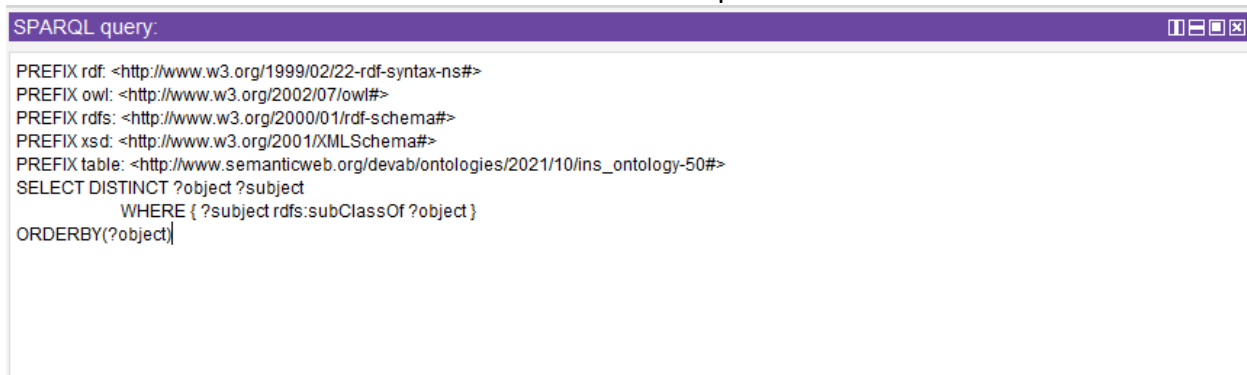 SPARQL query:
PREFIX rdf: <http://www.w3.org/1999/02/22-rdf-syntax-ns#>
PREFIX owl: <http://www.w3.org/2002/07/owl#>
PREFIX rdfs: <http://www.w3.org/2000/01/rdf-schema#>
PREFIX xsd: <http://www.w3.org/2001/XMLSchema#>
PREFIX table: <http://www.semanticweb.org/devab/ontologies/2021/10/ins_ontology-50#>
SELECT DISTINCT ?object ?subject
WHERE { ?subject rdfs:subClassOf ?object }
ORDERBY(?object)